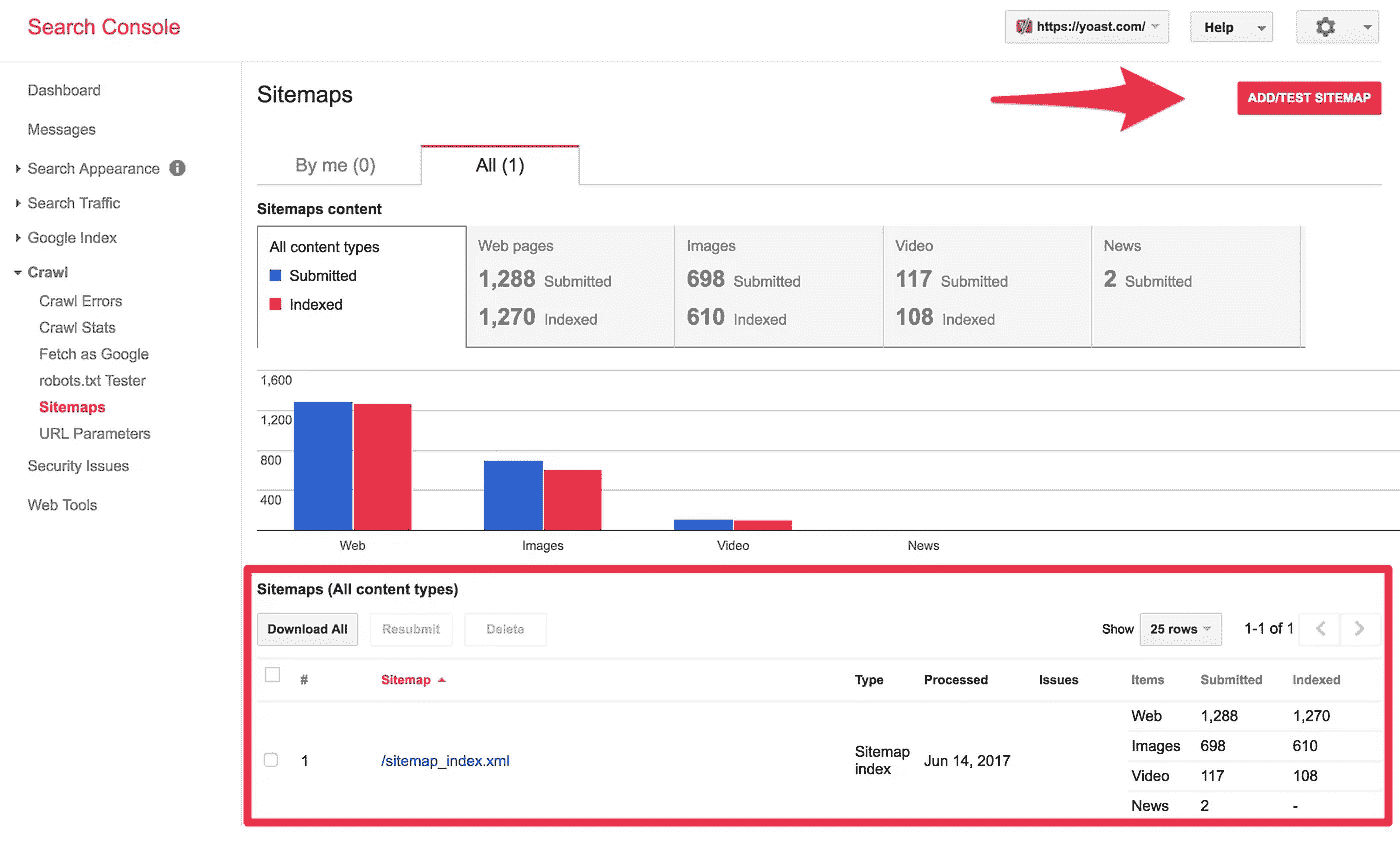 Search Console
https://yoast.com/
Help
Dashboard
Messages
Search Appearance
Search Traffic
Google Index
Crawl
Crawl Errors
Crawl Stats
Fetch as Google
robots.txt Tester
Sitemaps
URL Parameters
Security Issues
Web Tools
Sitemaps
ADD/TEST SITEMAP
By me (0)
All (1)
Sitemaps content
All content types
Submitted
Indexed
Web pages
1,288 Submitted
1,270 Indexed
Images
698 Submitted
610 Indexed
Video
117 Submitted
108 Indexed
News
2 Submitted
1,600
1,200
800
400
Web Images Video News
Sitemaps (All content types)
Download All Resubmit Delete Show 25 rows 1-1 of 1
# Sitemap Type Processed Issues Items Submitted Indexed
1 /sitemap_index.xml Sitemap index Jun 14, 2017
Web 1,288 1,270
Images 698 610
Video 117 108
News 2 -